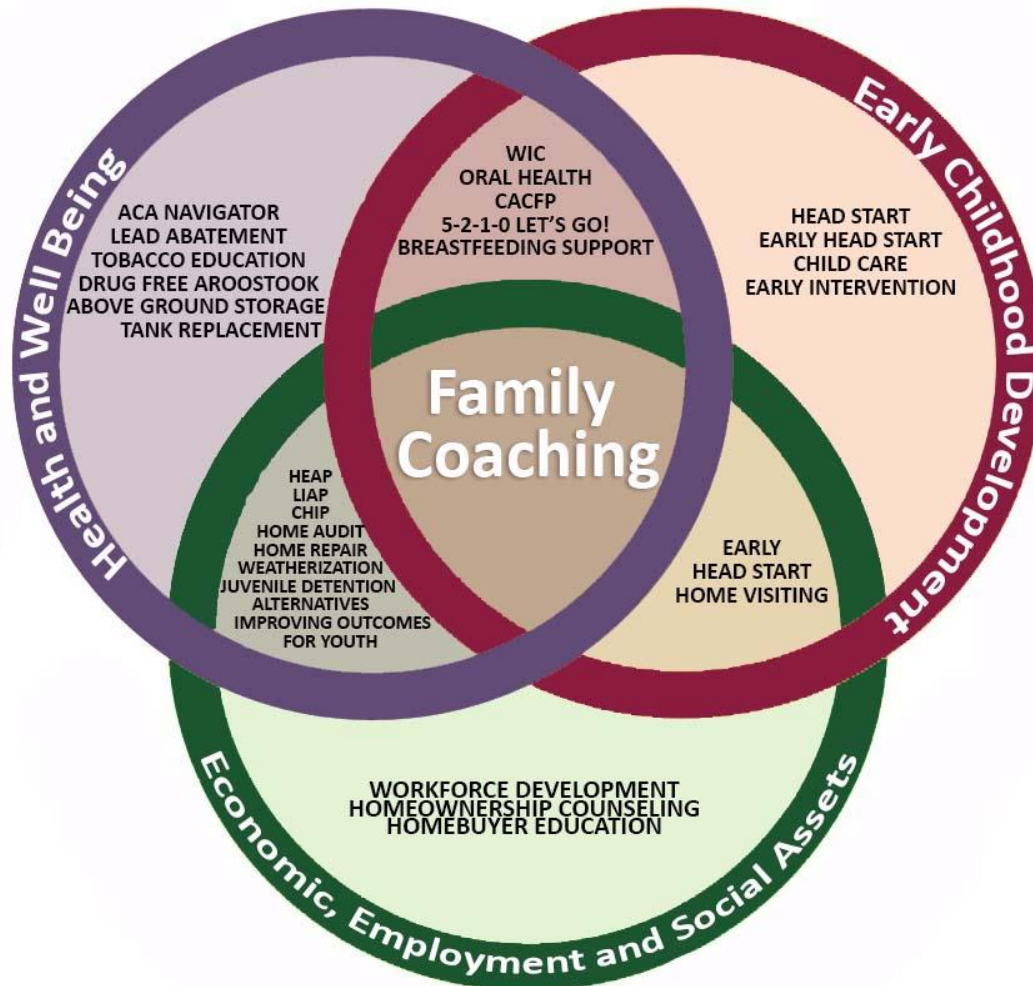 Health and Well Being
Early Childhood Development
WIC
ORAL HEALTH
CACFP
5-2-1-0 LET'S GO!
BREASTFEEDING SUPPORT
ACA NAVIGATOR
LEAD ABATEMENT
TOBACCO EDUCATION
DRUG FREE AROOSTOOK
ABOVE GROUND STORAGE
TANK REPLACEMENT
HEAD START
EARLY HEAD START
CHILD CARE
EARLY INTERVENTION
Family
Coaching
HEAP
LIAP
CHIP
HOME AUDIT
HOME REPAIR
WEATHERIZATION
JUVENILE DETENTION
ALTERNATIVES
IMPROVING OUTCOMES
FOR YOUTH
EARLY
HEAD START
HOME VISITING
WORKFORCE DEVELOPMENT
HOMEOWNERSHIP COUNSELING
HOMEBUYER EDUCATION
Economic, Employment and Social Assets